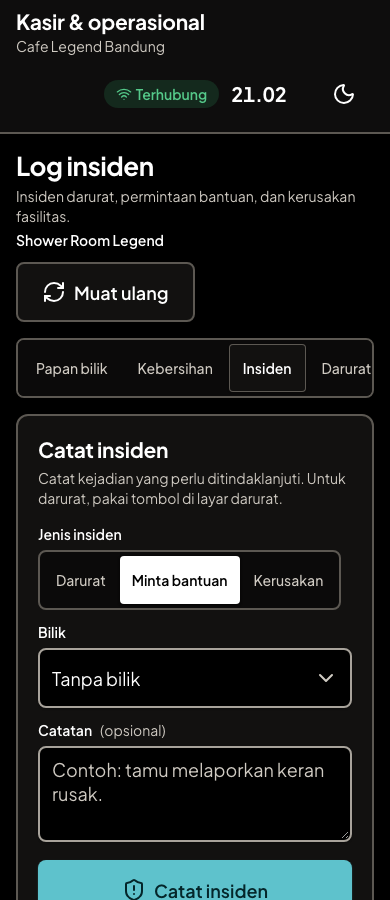 Kasir & operasional
Cafe Legend Bandung
Terhubung
21.02
Log insiden
Insiden darurat, permintaan bantuan, dan kerusakan
fasilitas.
Shower Room Legend
Muat ulang
Papan bilik Kebersihan Insiden Darurat
Catat insiden
Catat kejadian yang perlu ditindaklanjuti. Untuk
darurat, pakai tombol di layar darurat.
Jenis insiden
Darurat Minta bantuan Kerusakan
Bilik
Tanpa bilik
Catatan (opsional)
Contoh: tamu melaporkan keran
rusak.
Catat insiden